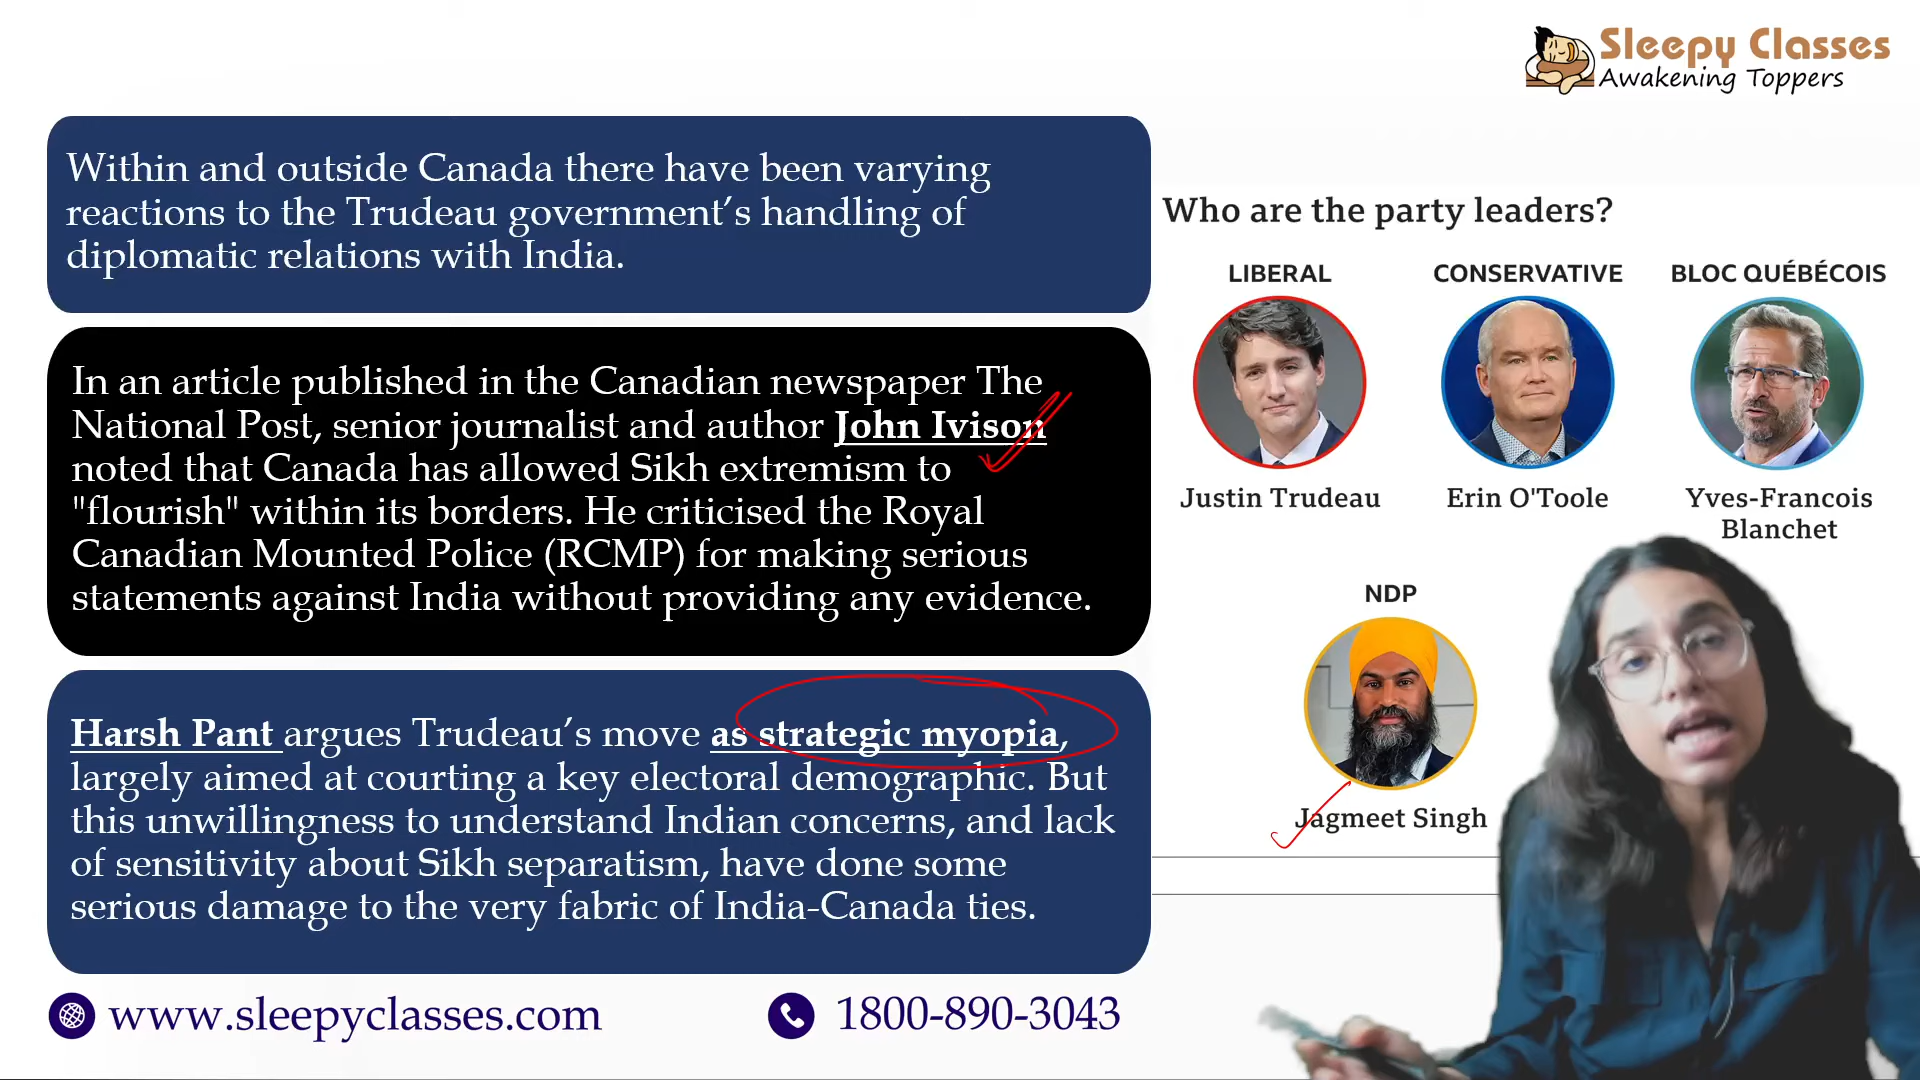 Sleepy Classes
Awakening Toppers
Within and outside Canada there have been varying
reactions to the Trudeau government’s handling of
diplomatic relations with India.
In an article published in the Canadian newspaper The
National Post, senior journalist and author John Ivison
noted that Canada has allowed Sikh extremism to
"flourish" within its borders. He criticised the Royal
Canadian Mounted Police (RCMP) for making serious
statements against India without providing any evidence.
Harsh Pant argues Trudeau’s move as strategic myopia,
largely aimed at courting a key electoral demographic. But
this unwillingness to understand Indian concerns, and lack
of sensitivity about Sikh separatism, have done some
serious damage to the very fabric of India-Canada ties.
Who are the party leaders?
LIBERAL
CONSERVATIVE
BLOC QUÉBÉCOIS
Justin Trudeau
Erin O'Toole
Yves-Francois
Blanchet
NDP
Jagmeet Singh
www.sleepyclasses.com
1800-890-3043